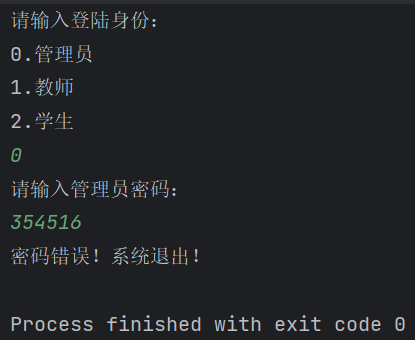 请输入登陆身份：
0.管理员
1.教师
2.学生
0
请输入管理员密码：
354516
密码错误！系统退出！
Process finished with exit code 0